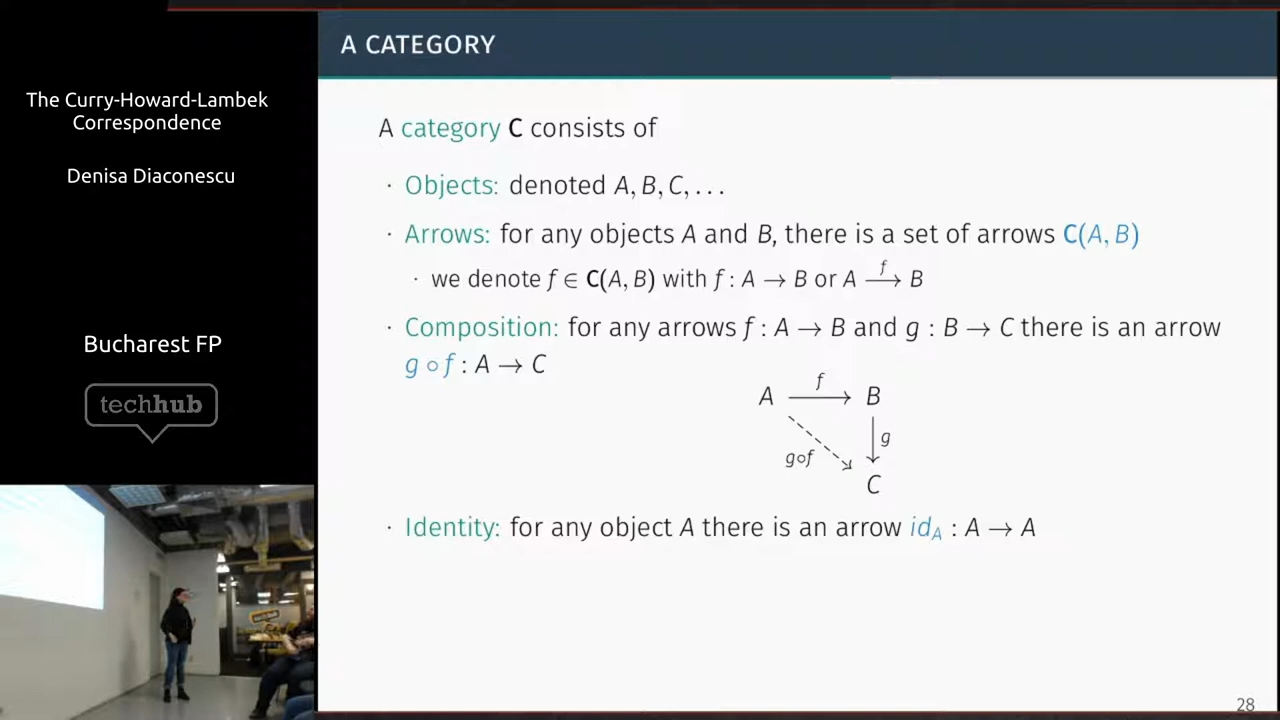 The Curry-Howard-Lambek
Correspondence
Denisa Diaconescu
Bucharest FP
techhub
A CATEGORY
A category C consists of
· Objects: denoted A, B, C, . . .
· Arrows: for any objects A and B, there is a set of arrows C(A, B)
· we denote f ∈ C(A, B) with f : A → B or A —f→ B
· Composition: for any arrows f : A → B and g : B → C there is an arrow
g ∘ f : A → C
f
A → B
g
g∘f
C
· Identity: for any object A there is an arrow id_A : A → A
28